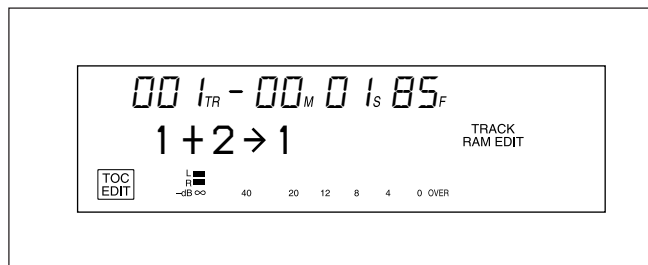 001TR -00M 01S 85F
1+2→1
TRACK
RAM EDIT
TOC
EDIT
L
R
-dB ∞ 40 20 12 8 4 0 OVER